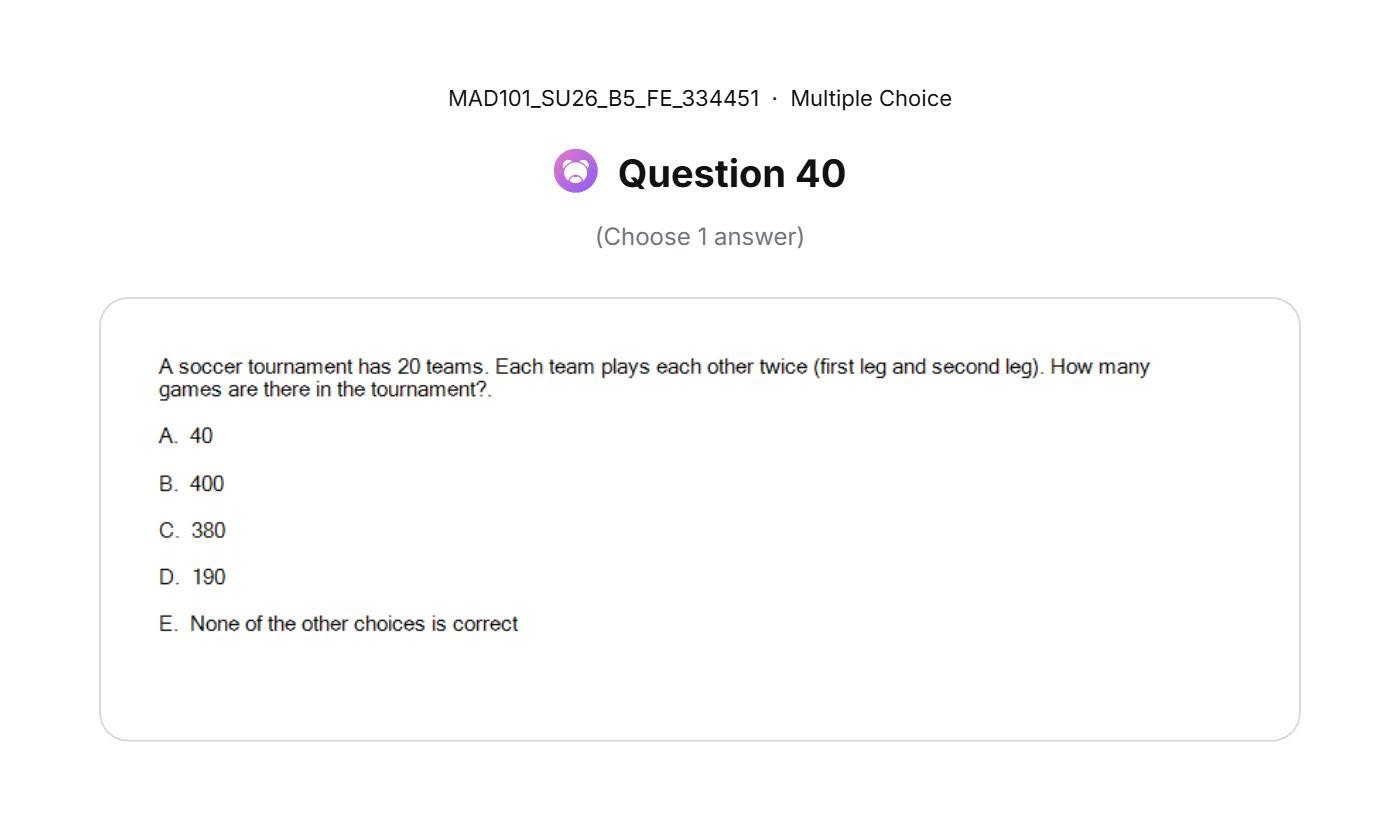 MAD101_SU26_B5_FE_334451 · Multiple Choice
Question 40
(Choose 1 answer)
A soccer tournament has 20 teams. Each team plays each other twice (first leg and second leg). How many
games are there in the tournament?.
A. 40
B. 400
C. 380
D. 190
E. None of the other choices is correct